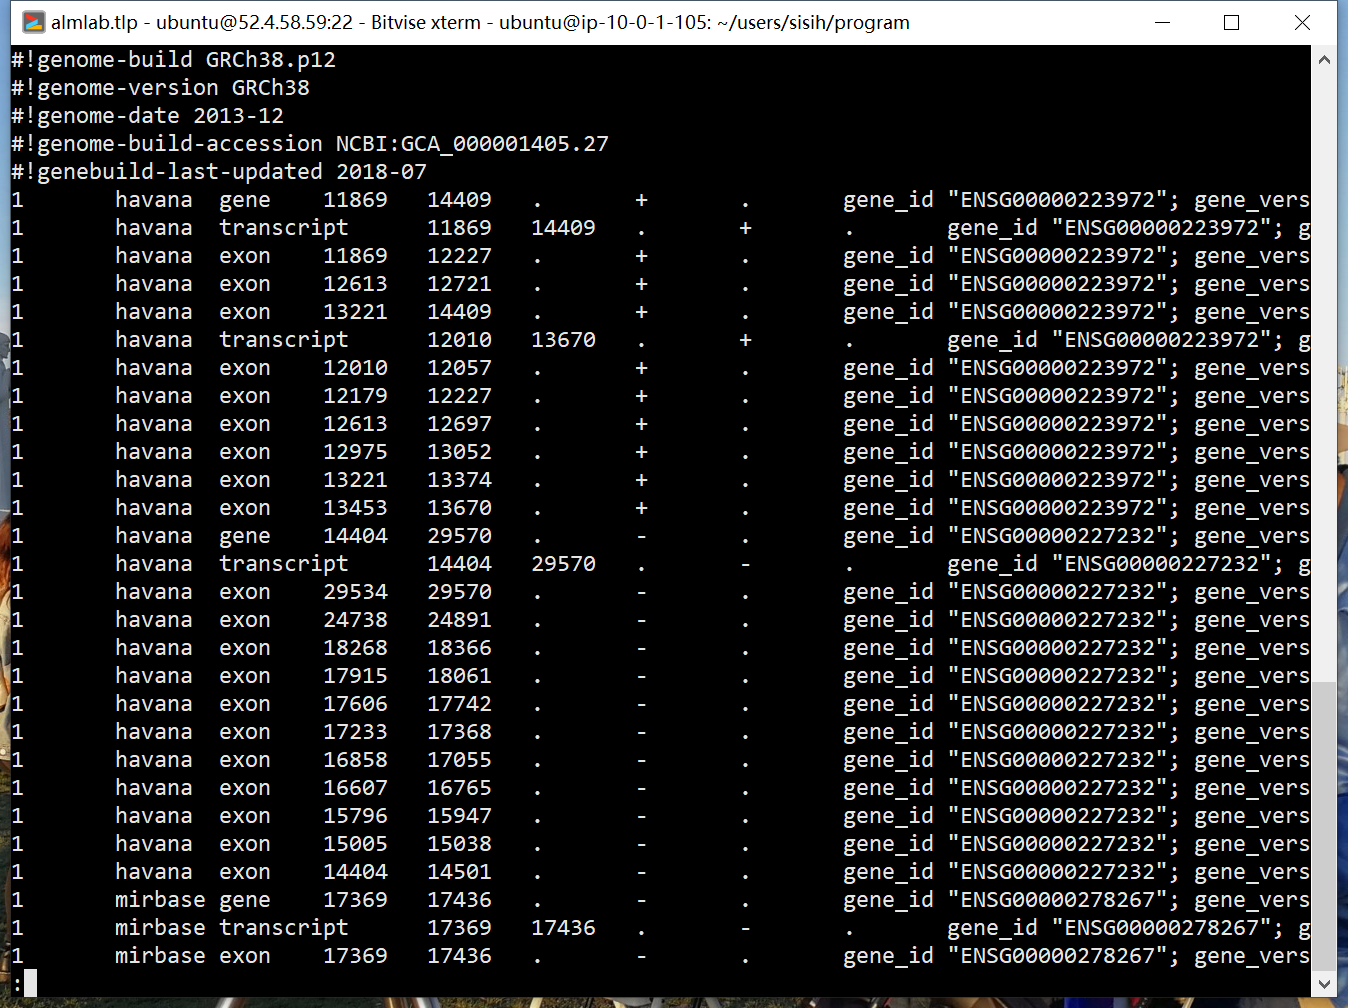 almlab.tlp - ubuntu@52.4.58.59:22 - Bitvise xterm - ubuntu@ip-10-0-1-105: ~/users/sisih/program
#!genome-build GRCh38.p12
#!genome-version GRCh38
#!genome-date 2013-12
#!genome-build-accession NCBI:GCA_000001405.27
#!genebuild-last-updated 2018-07
1 havana gene 11869 14409 . + . gene_id "ENSG00000223972"; gene_vers
1 havana transcript 11869 14409 . + . gene_id "ENSG00000223972"; g
1 havana exon 11869 12227 . + . gene_id "ENSG00000223972"; gene_vers
1 havana exon 12613 12721 . + . gene_id "ENSG00000223972"; gene_vers
1 havana exon 13221 14409 . + . gene_id "ENSG00000223972"; gene_vers
1 havana transcript 12010 13670 . + . gene_id "ENSG00000223972"; g
1 havana exon 12010 12057 . + . gene_id "ENSG00000223972"; gene_vers
1 havana exon 12179 12227 . + . gene_id "ENSG00000223972"; gene_vers
1 havana exon 12613 12697 . + . gene_id "ENSG00000223972"; gene_vers
1 havana exon 12975 13052 . + . gene_id "ENSG00000223972"; gene_vers
1 havana exon 13221 13374 . + . gene_id "ENSG00000223972"; gene_vers
1 havana exon 13453 13670 . + . gene_id "ENSG00000223972"; gene_vers
1 havana gene 14404 29570 . - . gene_id "ENSG00000227232"; gene_vers
1 havana transcript 14404 29570 . - . gene_id "ENSG00000227232"; g
1 havana exon 29534 29570 . - . gene_id "ENSG00000227232"; gene_vers
1 havana exon 24738 24891 . - . gene_id "ENSG00000227232"; gene_vers
1 havana exon 18268 18366 . - . gene_id "ENSG00000227232"; gene_vers
1 havana exon 17915 18061 . - . gene_id "ENSG00000227232"; gene_vers
1 havana exon 17606 17742 . - . gene_id "ENSG00000227232"; gene_vers
1 havana exon 17233 17368 . - . gene_id "ENSG00000227232"; gene_vers
1 havana exon 16858 17055 . - . gene_id "ENSG00000227232"; gene_vers
1 havana exon 16607 16765 . - . gene_id "ENSG00000227232"; gene_vers
1 havana exon 15796 15947 . - . gene_id "ENSG00000227232"; gene_vers
1 havana exon 15005 15038 . - . gene_id "ENSG00000227232"; gene_vers
1 havana exon 14404 14501 . - . gene_id "ENSG00000227232"; gene_vers
1 mirbase gene 17369 17436 . - . gene_id "ENSG00000278267"; gene_vers
1 mirbase transcript 17369 17436 . - . gene_id "ENSG00000278267"; g
1 mirbase exon 17369 17436 . - . gene_id "ENSG00000278267"; gene_vers
: